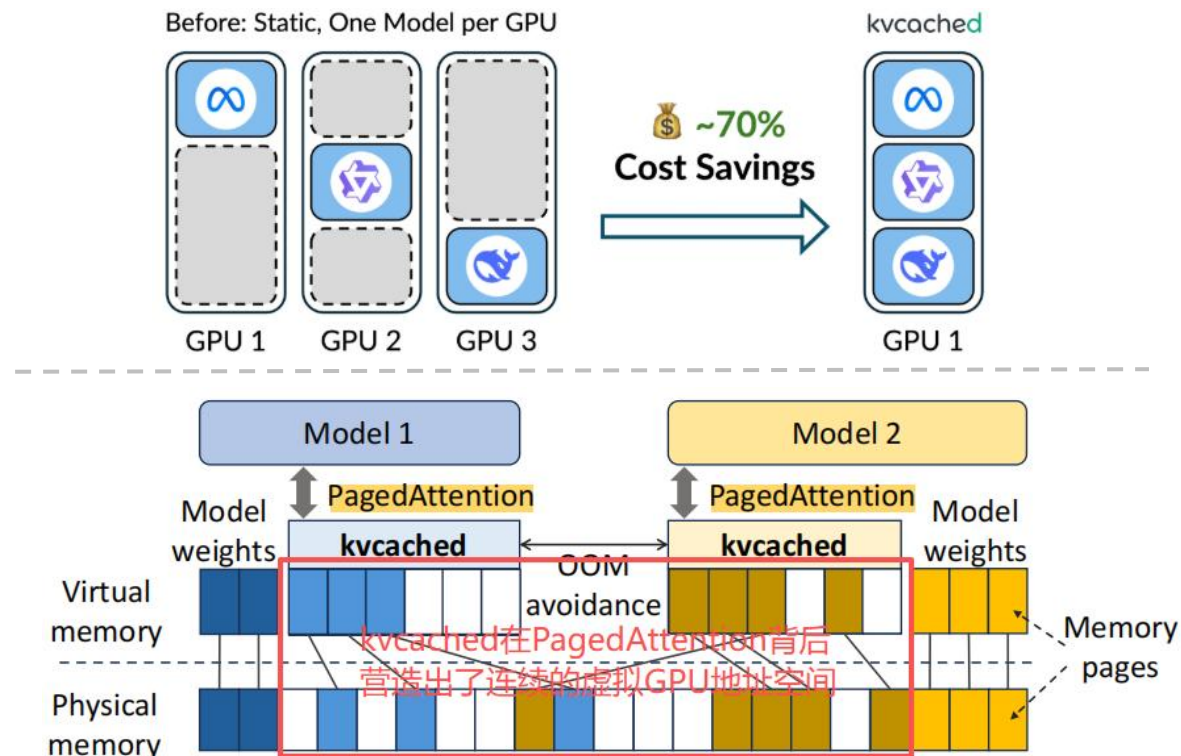 Before: Static, One Model per GPU
kvcached
~70%
Cost Savings
GPU 1
GPU 2
GPU 3
GPU 1
Model 1
Model 2
PagedAttention
PagedAttention
Model
weights
kvcached
kvcached
Model
weights
OOM
avoidance
Virtual
memory
kvcached在PagedAttention背后
营造出了连续的虚拟GPU地址空间
Memory
pages
Physical
memory